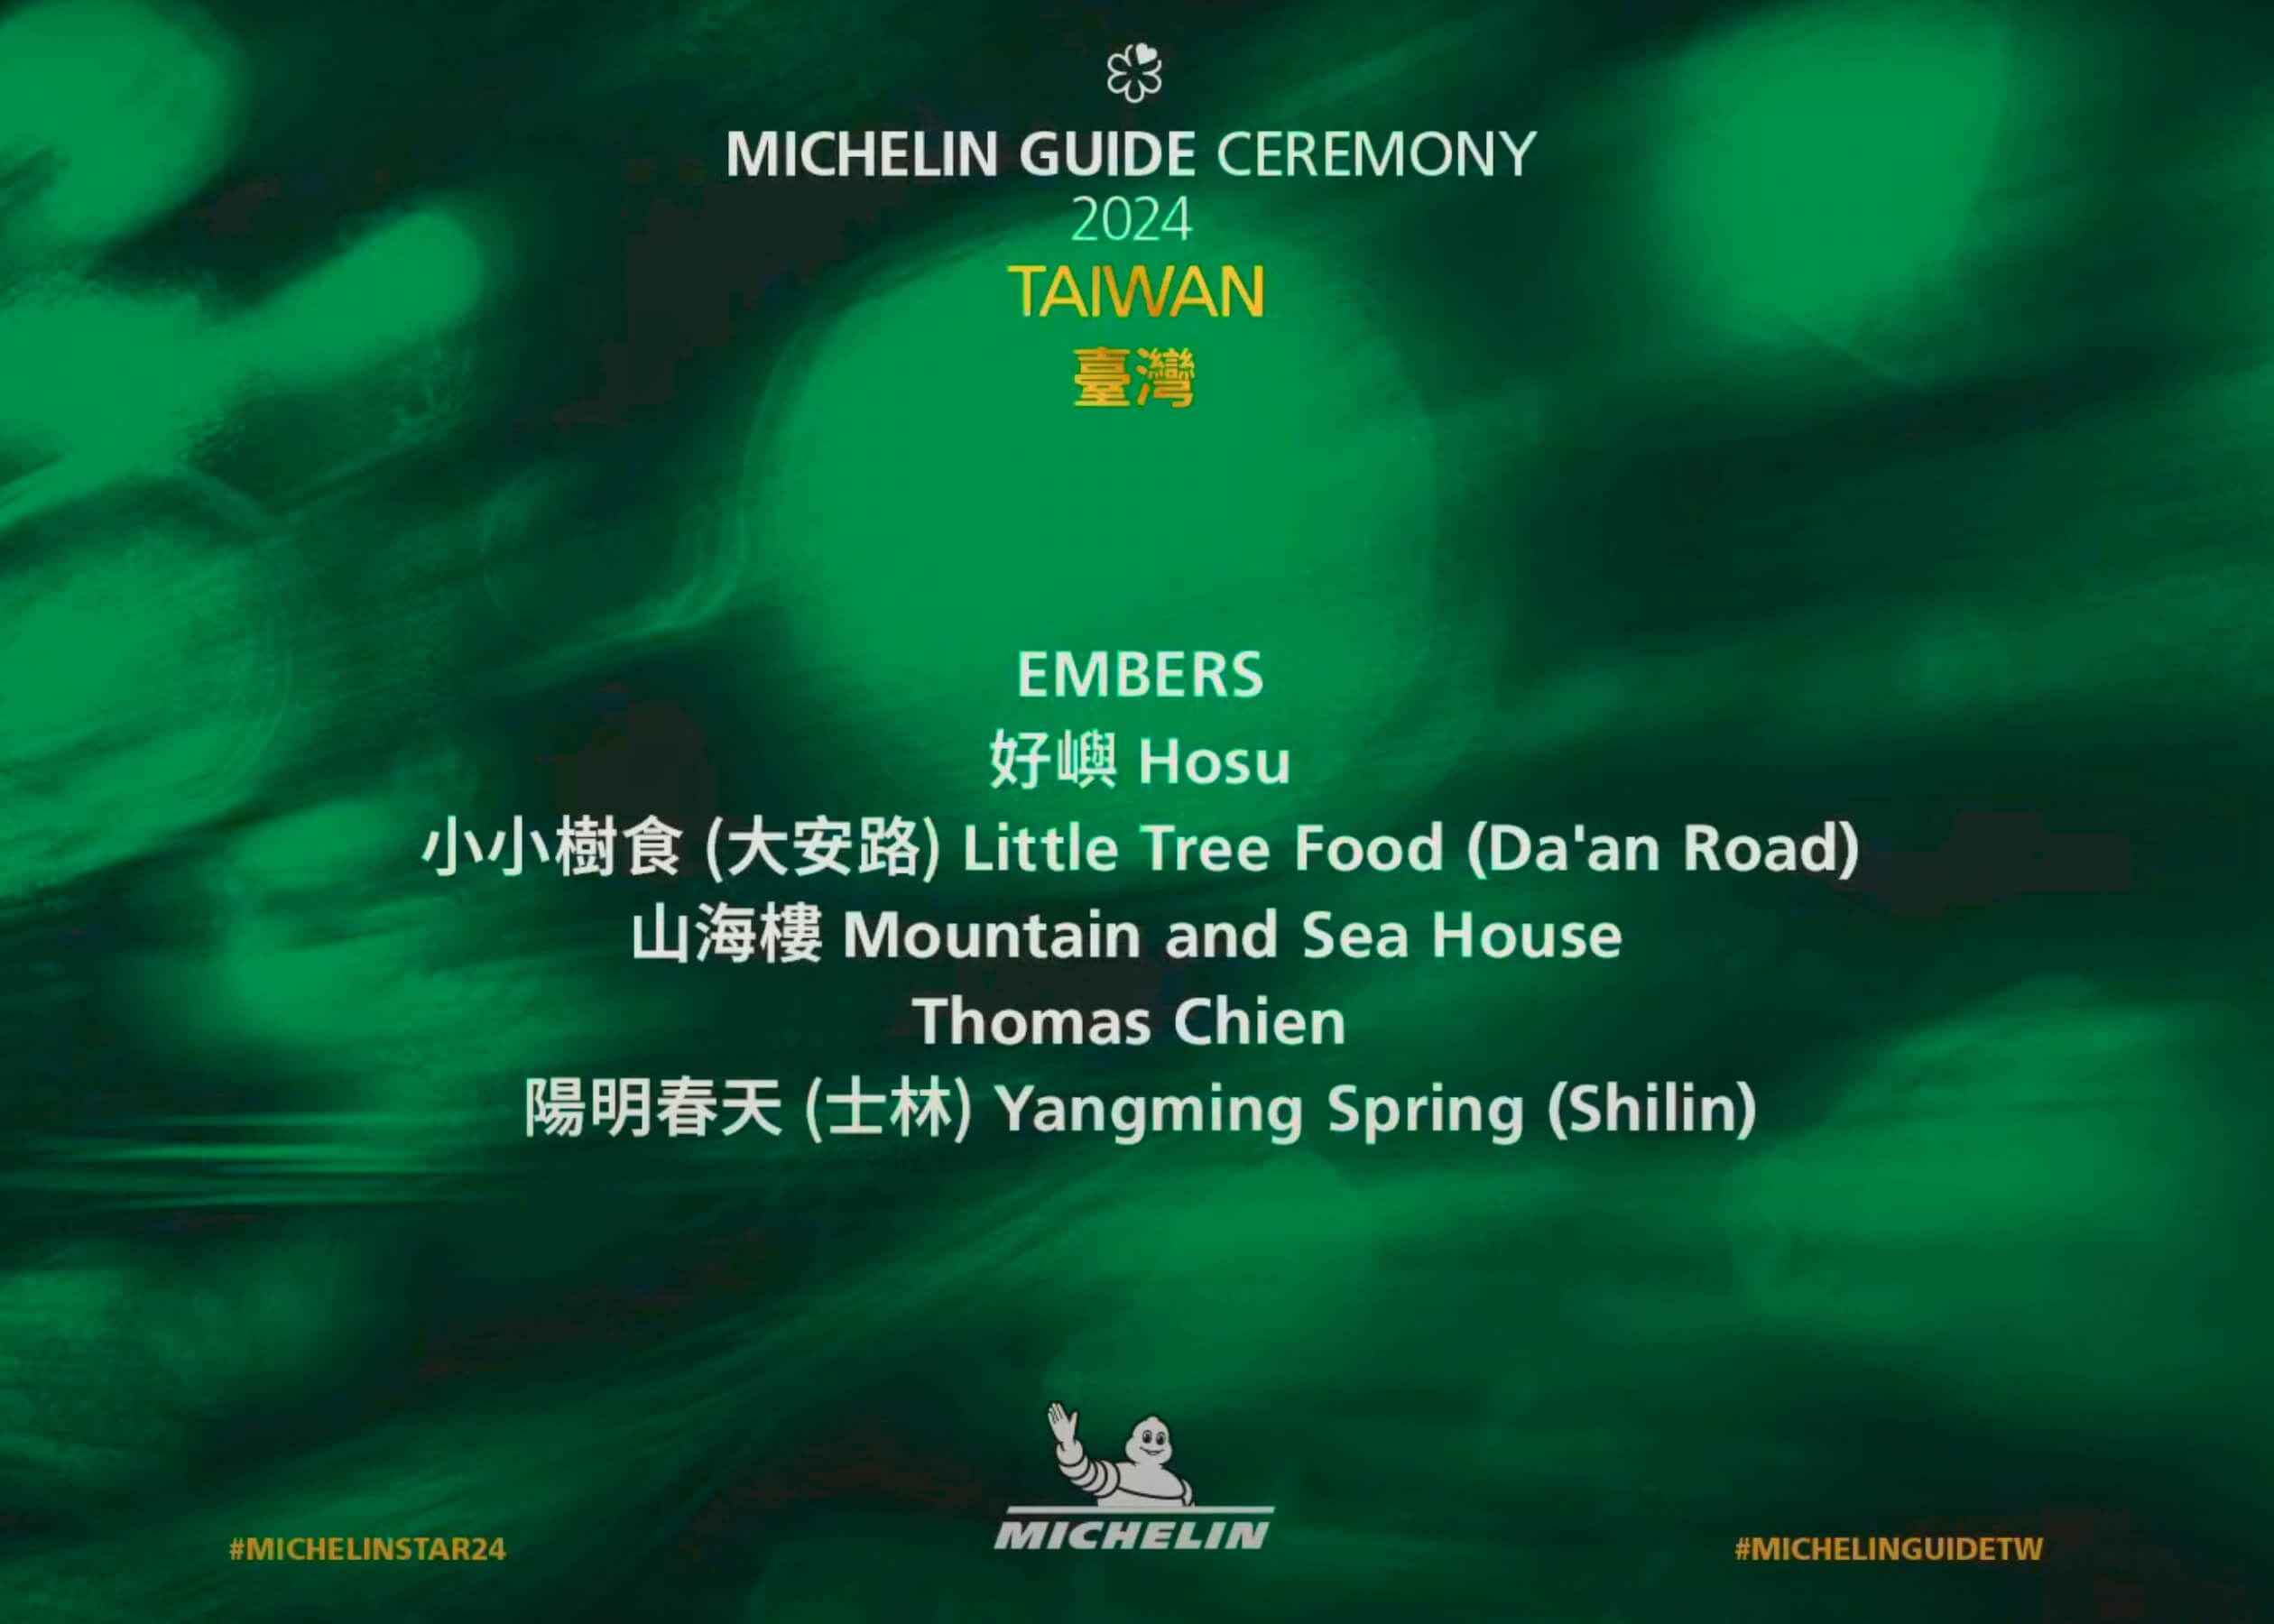 MICHELIN GUIDE CEREMONY
2024
TAIWAN
臺灣
EMBERS
好嶼 Hosu
小小樹食 (大安路) Little Tree Food (Da'an Road)
山海樓 Mountain and Sea House
Thomas Chien
陽明春天 (士林) Yangming Spring (Shilin)
MICHELIN
#MICHELINSTAR24
#MICHELINGUIDETW